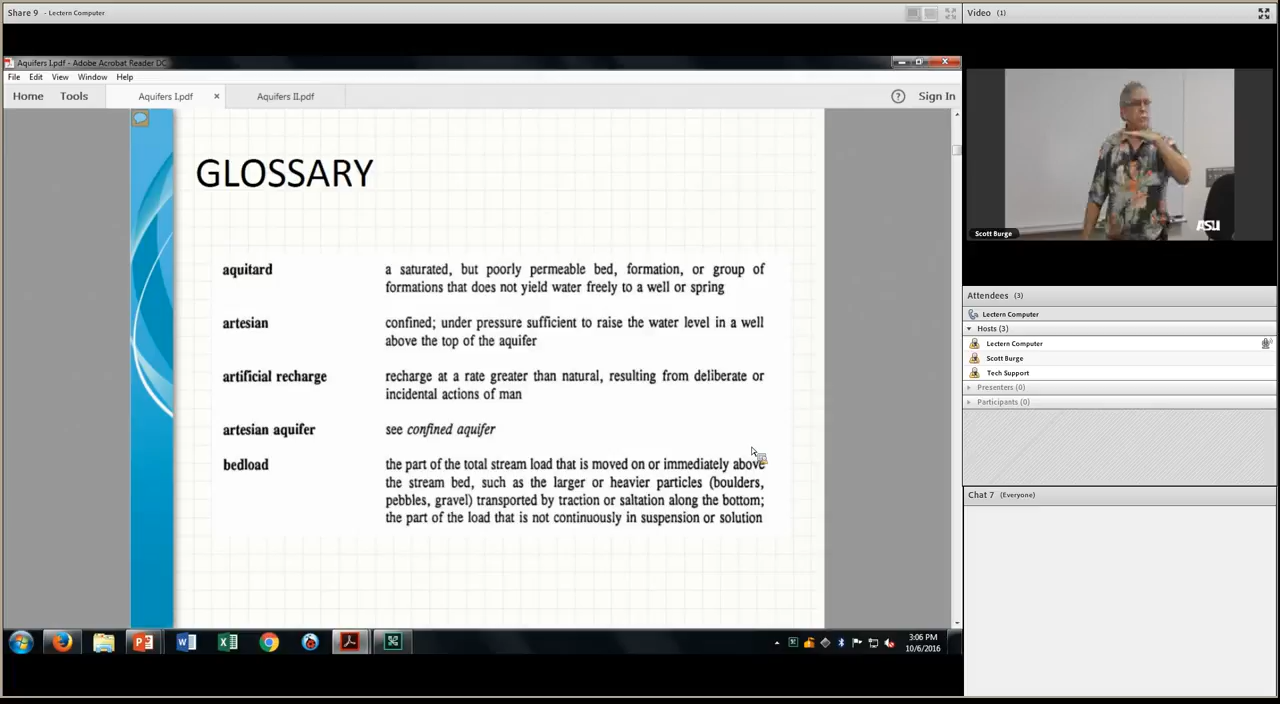 Share 9 - Lectern Computer
Video (1)
Aquifers I.pdf - Adobe Acrobat Reader DC
File Edit View Window Help
Home Tools Aquifers I.pdf × Aquifers II.pdf ? Sign In
GLOSSARY
aquitard a saturated, but poorly permeable bed, formation, or group of
formations that does not yield water freely to a well or spring
artesian confined; under pressure sufficient to raise the water level in a well
above the top of the aquifer
artificial recharge recharge at a rate greater than natural, resulting from deliberate or
incidental actions of man
artesian aquifer see confined aquifer
bedload the part of the total stream load that is moved on or immediately above
the stream bed, such as the larger or heavier particles (boulders,
pebbles, gravel) transported by traction or saltation along the bottom;
the part of the load that is not continuously in suspension or solution
3:06 PM
10/6/2016
ASU
Scott Burge
Attendees (3)
Lectern Computer
Hosts (3)
Lectern Computer
Scott Burge
Tech Support
Presenters (0)
Participants (0)
Chat 7 (Everyone)